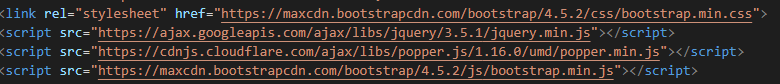 <link rel="stylesheet" href="https://maxcdn.bootstrapcdn.com/bootstrap/4.5.2/css/bootstrap.min.css">
<script src="https://ajax.googleapis.com/ajax/libs/jquery/3.5.1/jquery.min.js"></script>
<script src="https://cdnjs.cloudflare.com/ajax/libs/popper.js/1.16.0/umd/popper.min.js"></script>
<script src="https://maxcdn.bootstrapcdn.com/bootstrap/4.5.2/js/bootstrap.min.js"></script>